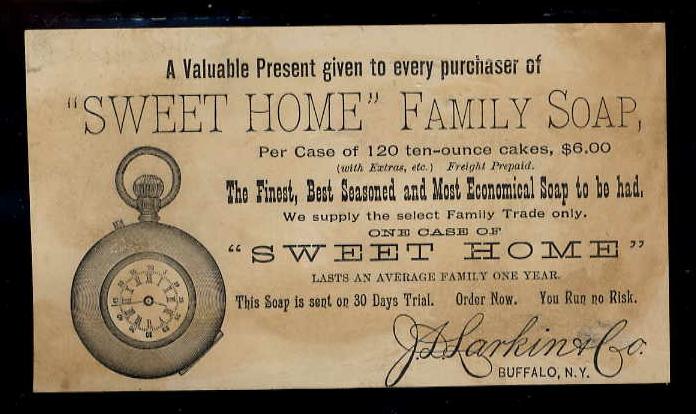 A Valuable Present given to every purchaser of
"SWEET HOME" FAMILY SOAP,
Per Case of 120 ten-ounce cakes, $6.00
(with Extras, etc.) Freight Prepaid.
The Finest, Best Seasoned and Most Economical Soap to be had.
We supply the select Family Trade only.
ONE CASE OF
"SWEET HOME"
LASTS AN AVERAGE FAMILY ONE YEAR.
This Soap is sent on 30 Days Trial. Order Now. You Run no Risk.
J. D. Larkin & Co.
BUFFALO, N.Y.